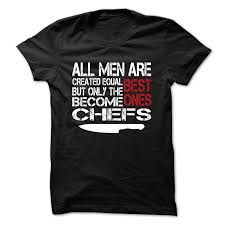 ALL MEN ARE
CREATED EQUAL
BUT ONLY THE BEST
BECOME ONES
CHEFS